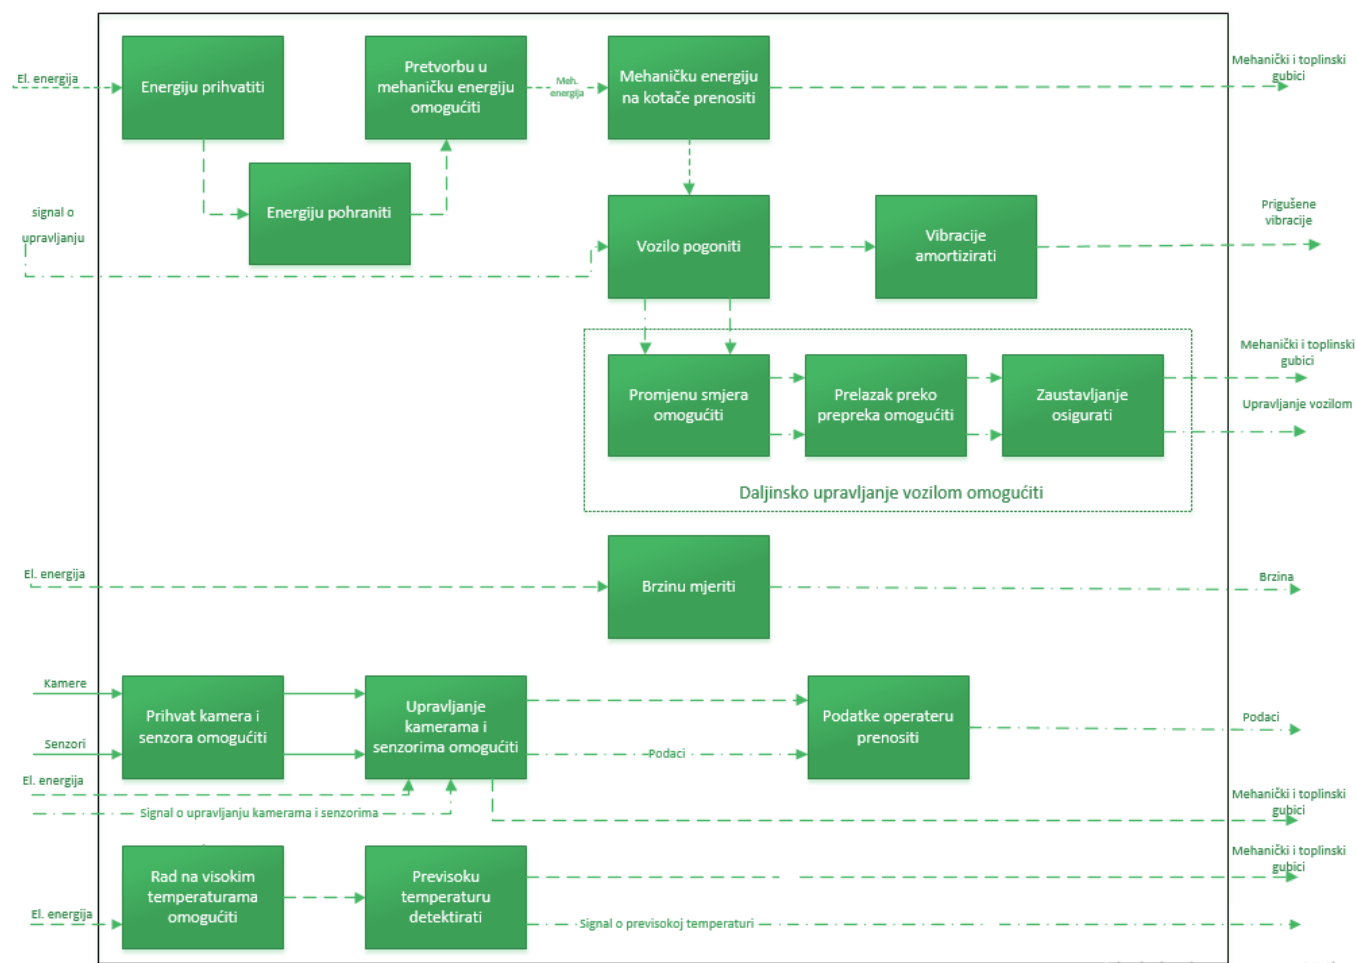 El. energija
Energiju prihvatiti
Pretvorbu u
mehaničku energiju
omogućiti
Meh.
energija
Mehaničku energiju
na kotače prenositi
Mehanički i toplinski
gubici
Energiju pohraniti
signal o
upravljanju
Vozilo pogoniti
Vibracije
amortizirati
Prigušene
vibracije
Promjenu smjera
omogućiti
Prelazak preko
prepreka omogućiti
Zaustavljanje
osigurati
Mehanički i toplinski
gubici
Upravljanje vozilom
Daljinsko upravljanje vozilom omogućiti
El. energija
Brzinu mjeriti
Brzina
Kamere
Senzori
Prihvat kamera i
senzora omogućiti
Upravljanje
kamerama i
senzorima omogućiti
Podaci
Podatke operateru
prenositi
Podaci
El. energija
Signal o upravljanju kamerama i senzorima
Mehanički i toplinski
gubici
Rad na visokim
temperaturama
omogućiti
Previsoku
temperaturu
detektirati
Mehanički i toplinski
gubici
El. energija
Signal o previsokoj temperaturi